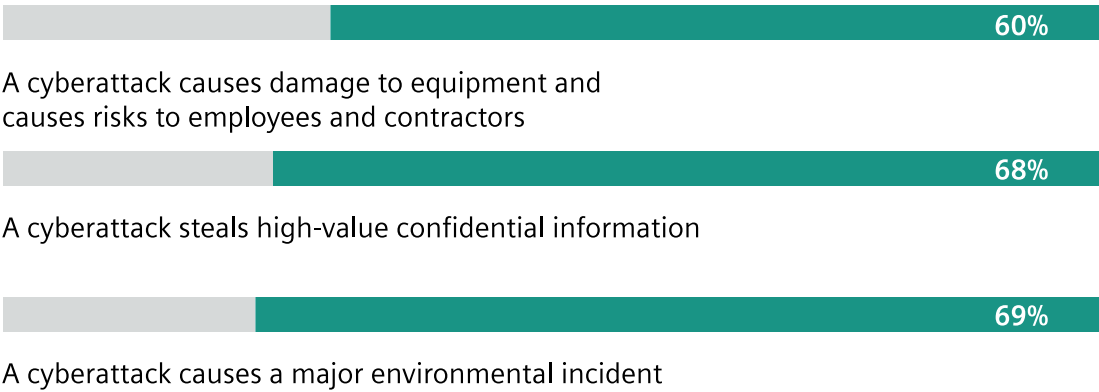 60%
A cyberattack causes damage to equipment and
causes risks to employees and contractors
68%
A cyberattack steals high-value confidential information
69%
A cyberattack causes a major environmental incident